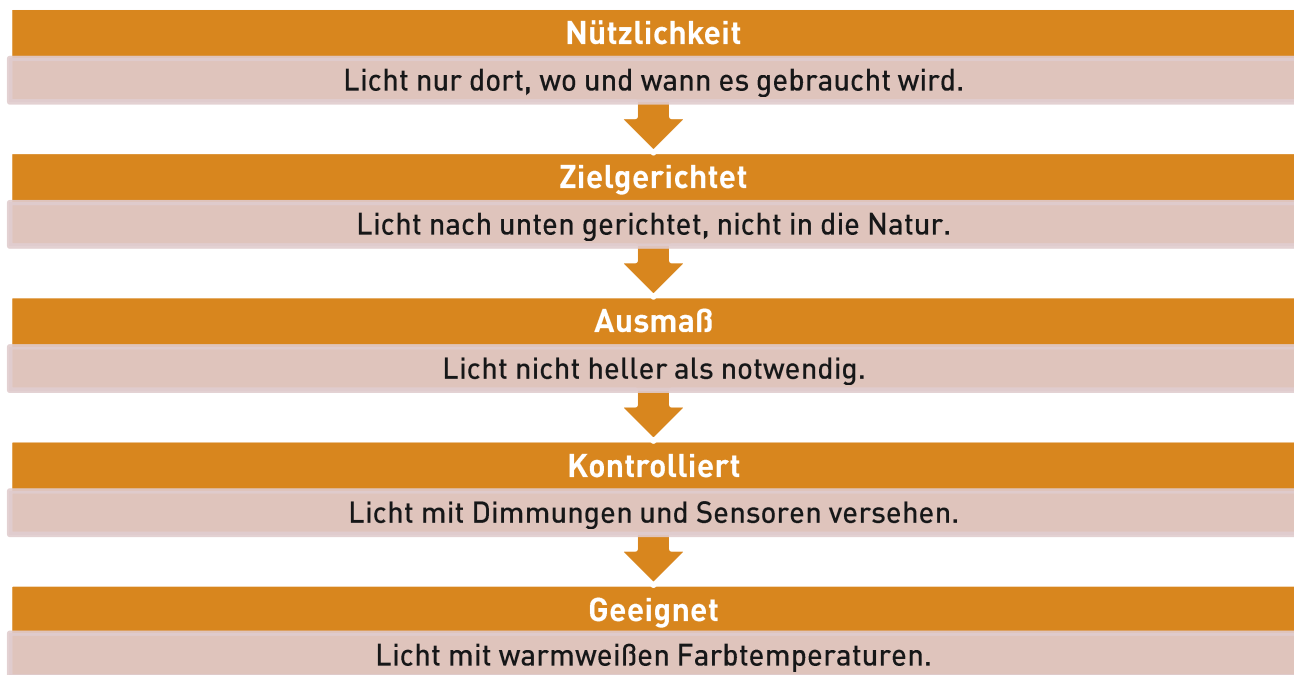 Nützlichkeit
Licht nur dort, wo und wann es gebraucht wird.
Zielgerichtet
Licht nach unten gerichtet, nicht in die Natur.
Ausmaß
Licht nicht heller als notwendig.
Kontrolliert
Licht mit Dimmungen und Sensoren versehen.
Geeignet
Licht mit warmweißen Farbtemperaturen.